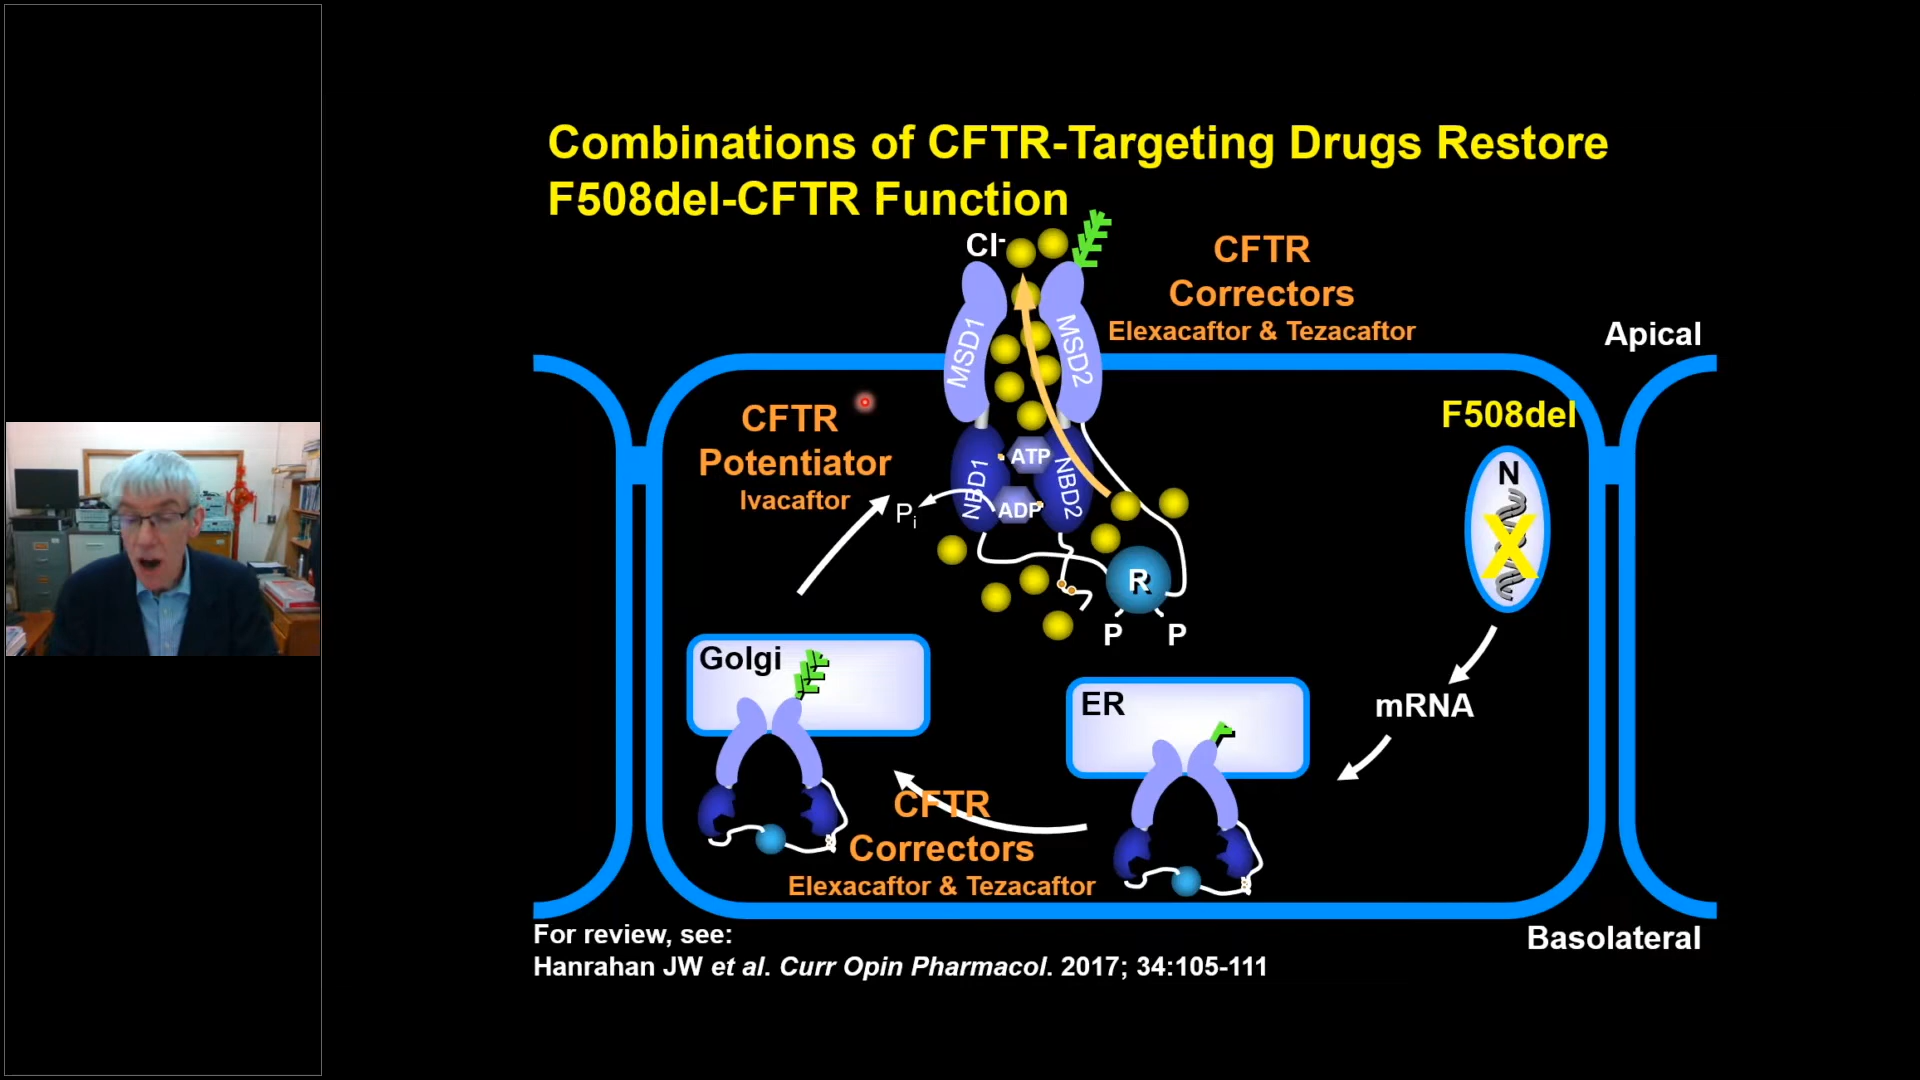 Combinations of CFTR-Targeting Drugs Restore
F508del-CFTR Function
Cl-
CFTR
Correctors
Elexacaftor & Tezacaftor
Apical
MSD1
MSD2
CFTR
Potentiator
Ivacaftor
F508del
N
X
ATP
NBD1
NBD2
ADP
Pi
R
P
P
Golgi
ER
mRNA
CFTR
Correctors
Elexacaftor & Tezacaftor
For review, see:
Basolateral
Hanrahan JW et al. Curr Opin Pharmacol. 2017; 34:105-111